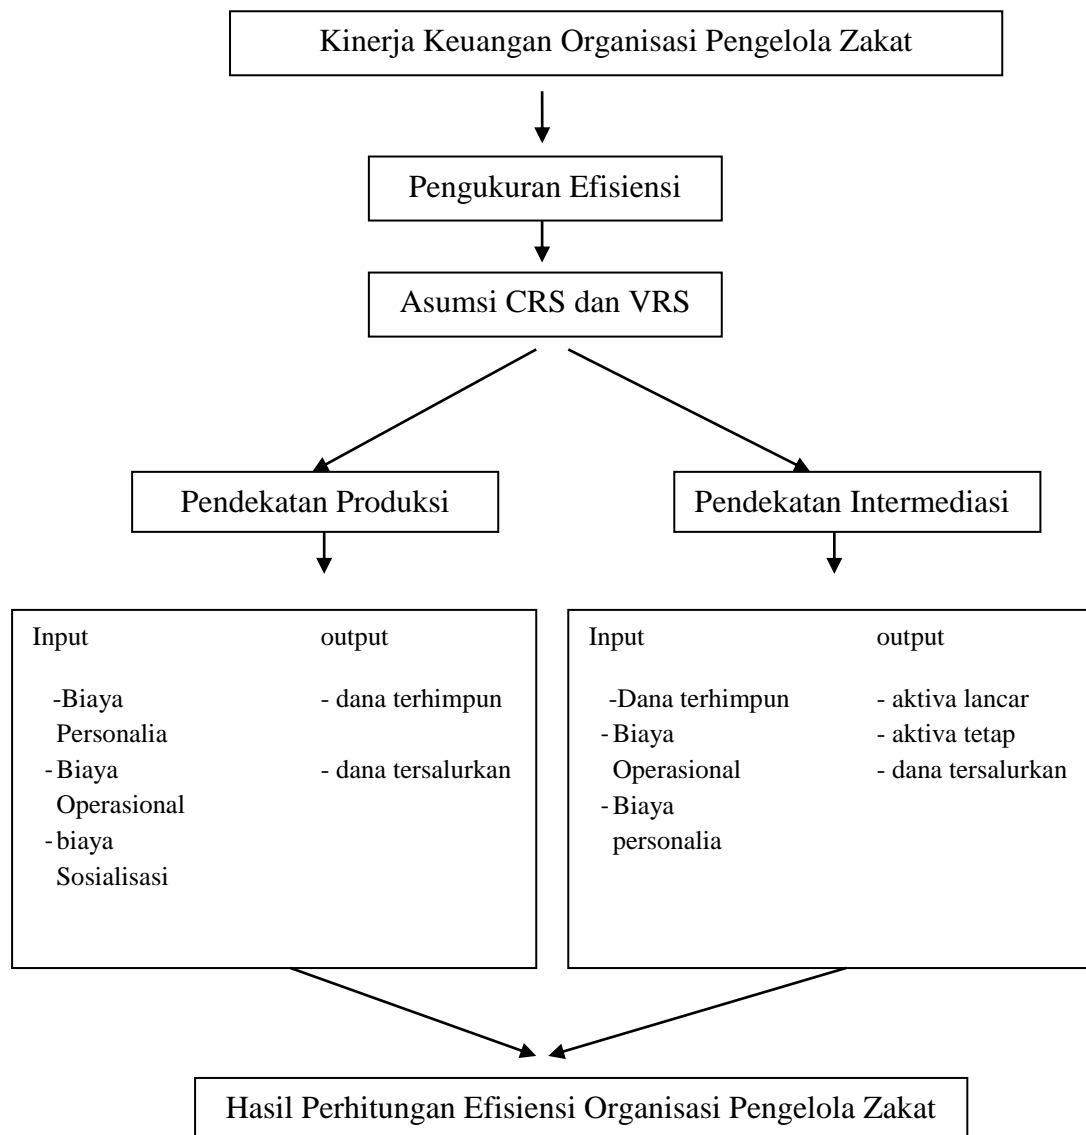 Kinerja Keuangan Organisasi Pengelola Zakat
Pengukuran Efisiensi
Asumsi CRS dan VRS
Pendekatan Produksi
Pendekatan Intermediasi
Input output
-Biaya - dana terhimpun
Personalia
- Biaya - dana tersalurkan
Operasional
- biaya
Sosialisasi
Input output
-Dana terhimpun - aktiva lancar
- Biaya - aktiva tetap
Operasional - dana tersalurkan
- Biaya
personalia
Hasil Perhitungan Efisiensi Organisasi Pengelola Zakat